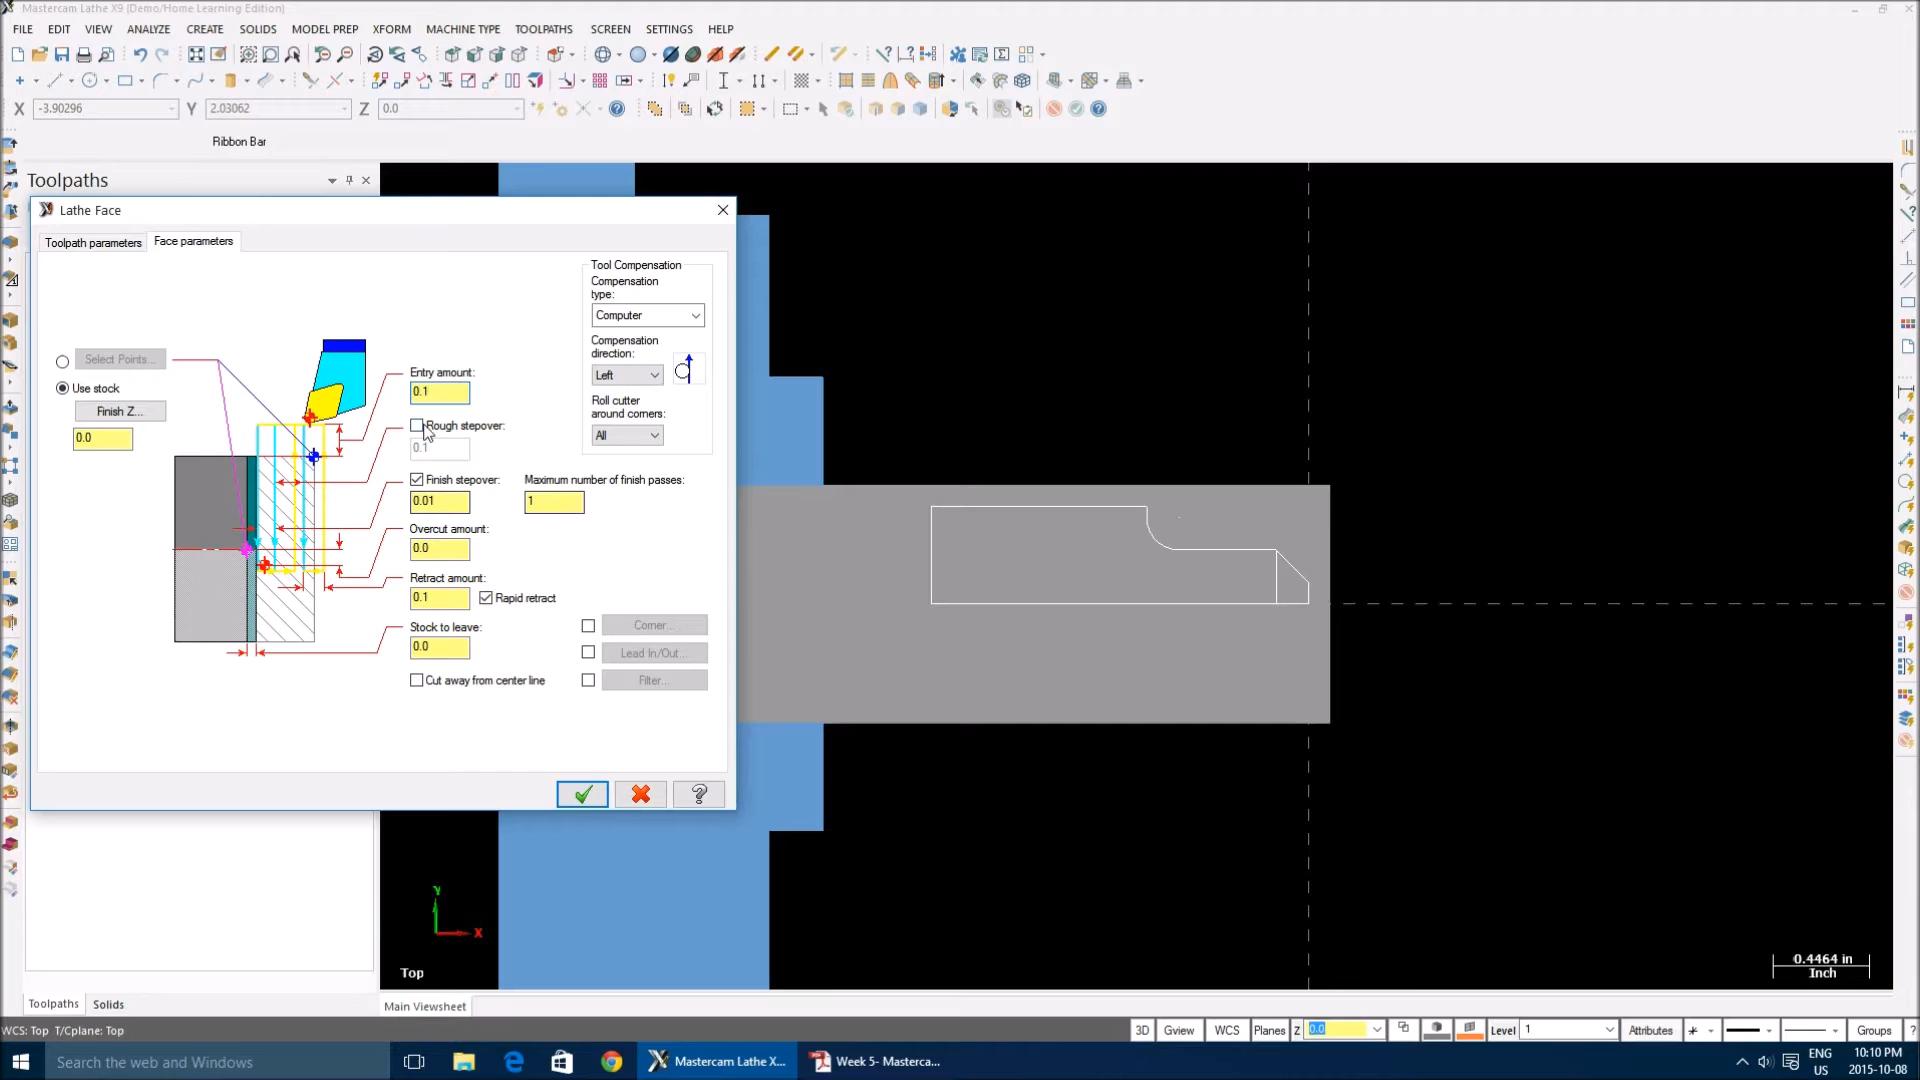 Mastercam Lathe X9 (Demo/Home Learning Edition)
FILE EDIT VIEW ANALYZE CREATE SOLIDS MODEL PREP XFORM MACHINE TYPE TOOLPATHS SCREEN SETTINGS HELP
X -3.90296 Y 2.03062 Z 0.0
Ribbon Bar
Toolpaths
Lathe Face
Toolpath parameters Face parameters
Tool Compensation
Compensation
type:
Computer
Compensation
direction:
Left
Roll cutter
around corners:
All
Select Points...
Use stock
Finish Z...
0.0
Entry amount:
0.1
Rough stepover:
0.1
Finish stepover: Maximum number of finish passes:
0.01 1
Overcut amount:
0.0
Retract amount:
0.1 Rapid retract
Stock to leave:
0.0
Corner...
Lead In/Out...
Cut away from center line Filter...
Y
X
Top
0.4464 in
Inch
Toolpaths Solids
Main Viewsheet
WCS: Top T/Cplane: Top
3D Gview WCS Planes Z 0.0 Level 1 Attributes Groups ?
Search the web and Windows
Mastercam Lathe X... Week 5- Masterca...
ENG
US
10:10 PM
2015-10-08